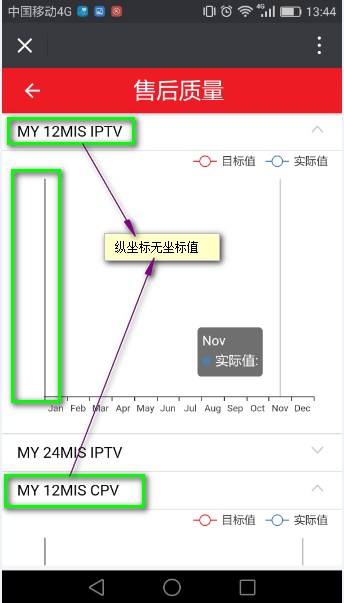 中国移动4G 4G 13:44
售后质量
MY 12MIS IPTV
目标值 实际值
纵坐标无坐标值
Nov
实际值:
Jan Feb Mar Apr May Jun Jul Aug Sep Oct Nov Dec
MY 24MIS IPTV
MY 12MIS CPV
目标值 实际值